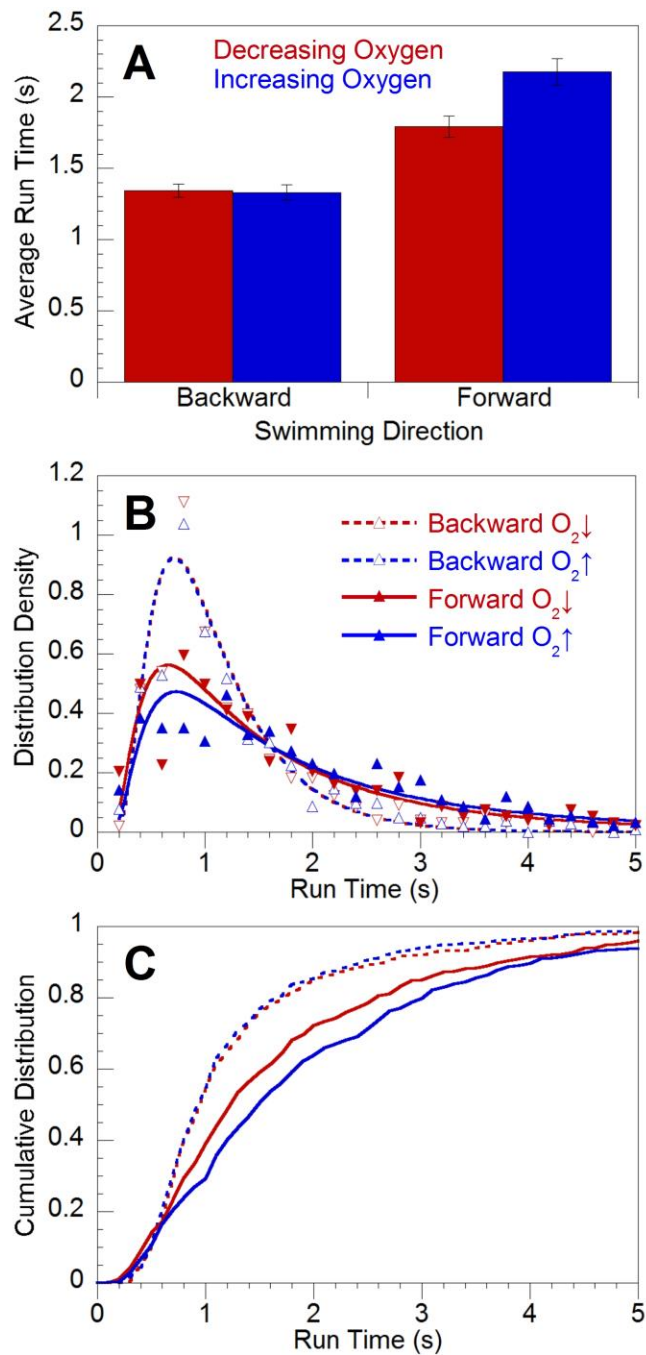 A
Decreasing Oxygen
Increasing Oxygen
Average Run Time (s)
2.5
2
1.5
1
0.5
0
Backward Forward
Swimming Direction
B
Backward O₂↓
Backward O₂↑
Forward O₂↓
Forward O₂↑
Distribution Density
1.2
1
0.8
0.6
0.4
0.2
0
0 1 2 3 4 5
Run Time (s)
C
Cumulative Distribution
1
0.8
0.6
0.4
0.2
0
0 1 2 3 4 5
Run Time (s)